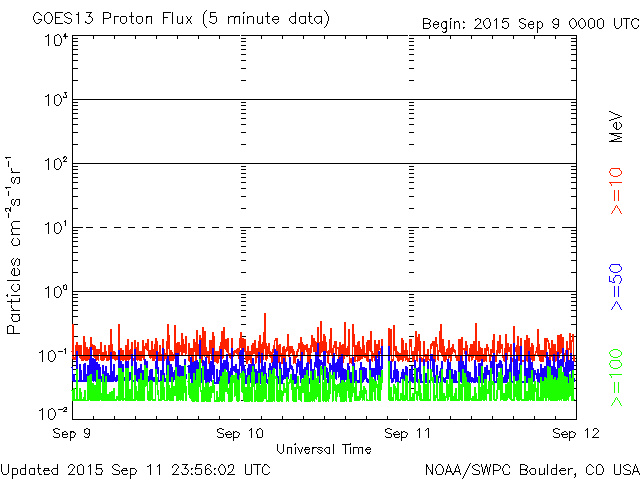 GOES13 Proton Flux (5 minute data)
Begin: 2015 Sep 9 0000 UTC
10⁴
10³
10²
10¹
10⁰
10⁻¹
10⁻²
Particles cm⁻²s⁻¹sr⁻¹
MeV
>=10
>=50
>=100
Sep 9
Sep 10
Sep 11
Sep 12
Universal Time
Updated 2015 Sep 11 23:56:02 UTC
NOAA/SWPC Boulder, CO USA